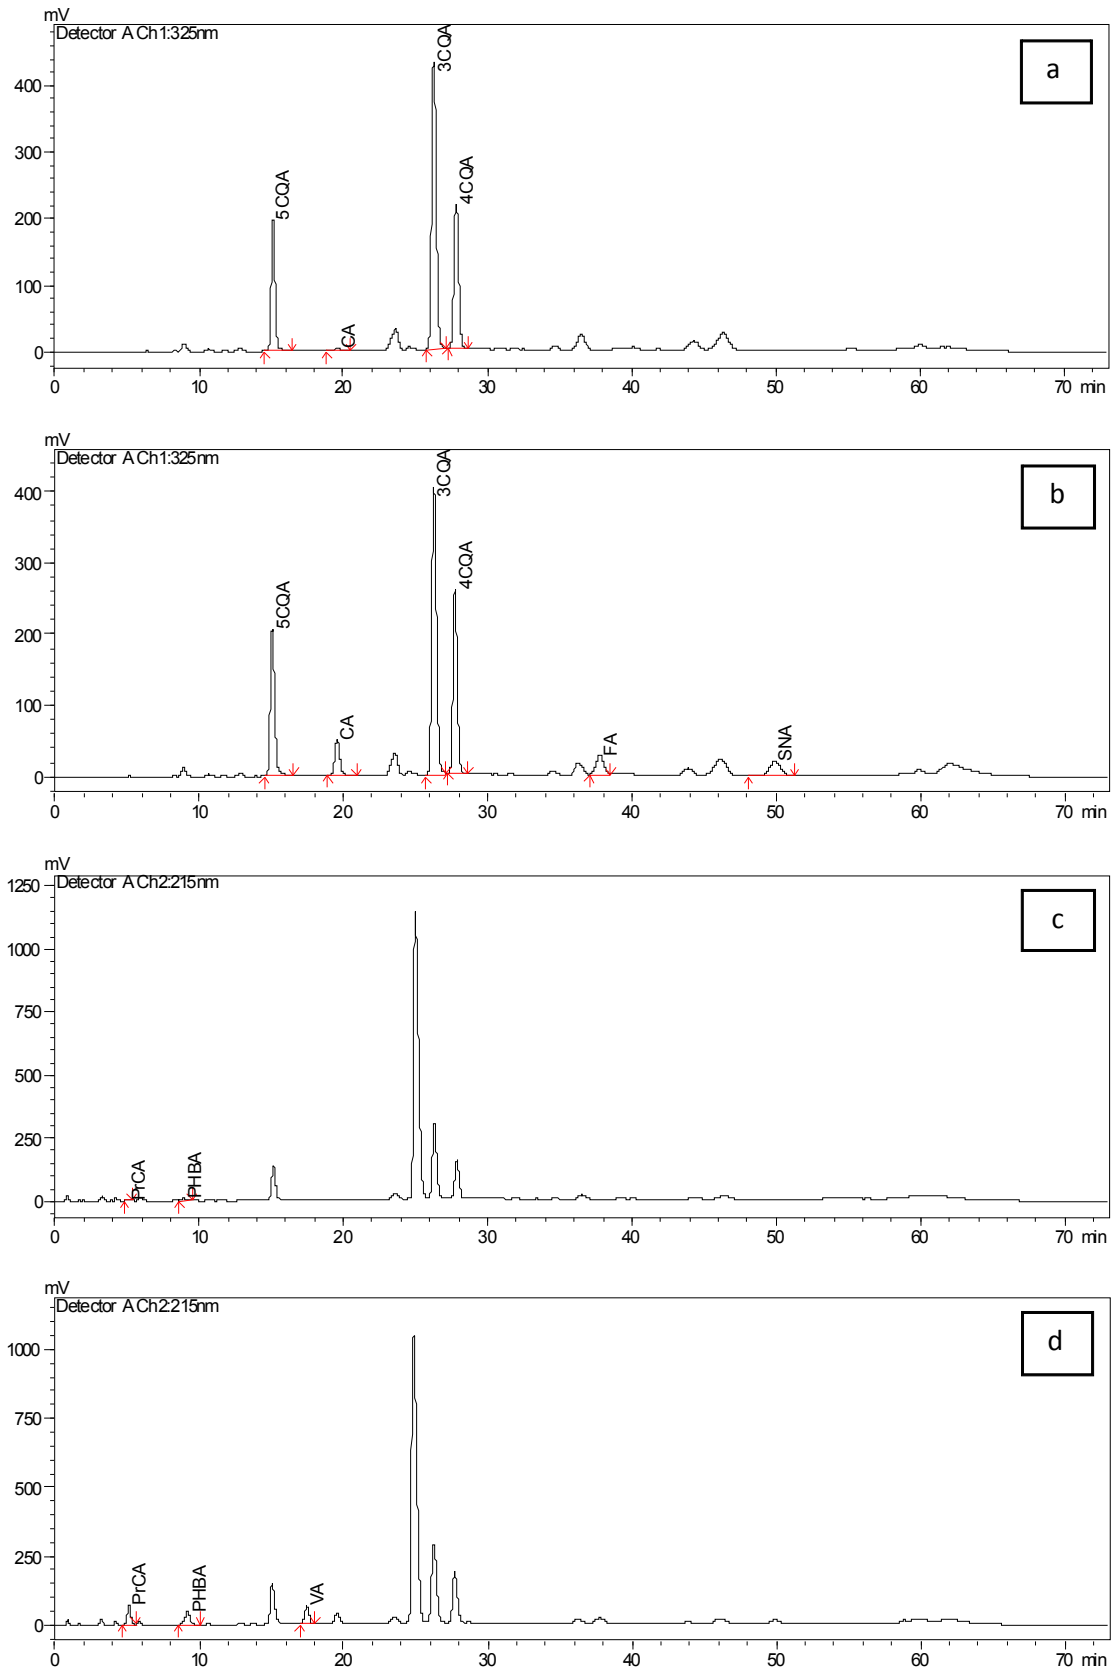 mV
Detector A Ch1:325nm
a
3CQA
400
300
4CQA
5CQA
200
100
CA
0
0 10 20 30 40 50 60 70 min
mV
Detector A Ch1:325nm
b
3CQA
400
300
4CQA
5CQA
200
100
CA
FA
SNA
0
0 10 20 30 40 50 60 70 min
mV
Detector A Ch2:215nm
c
1250
1000
750
500
250
PrCA
PHBA
0
0 10 20 30 40 50 60 70 min
mV
Detector A Ch2:215nm
d
1000
750
500
250
PrCA
PHBA
VA
0
0 10 20 30 40 50 60 70 min